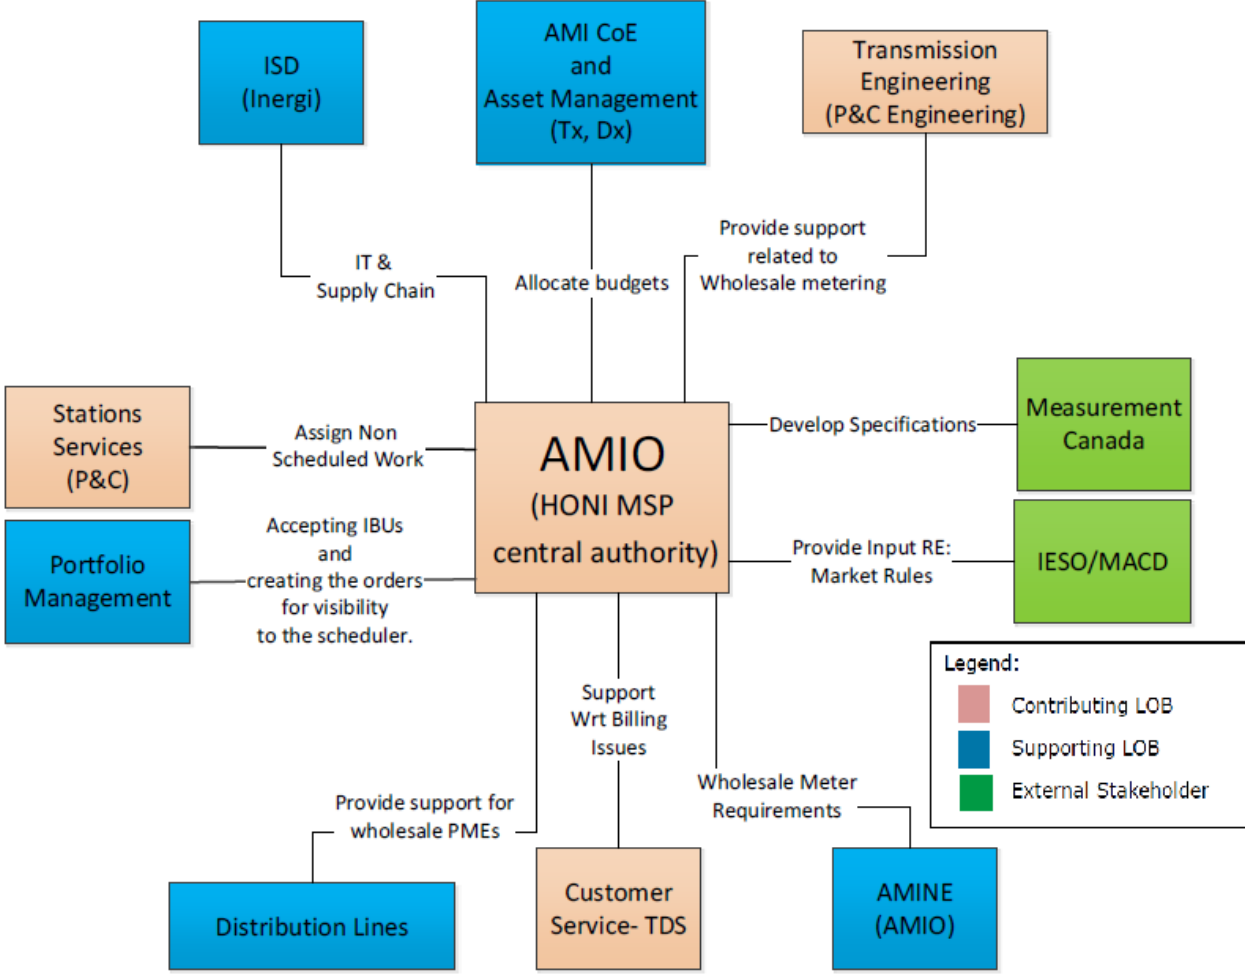 ISD
(Inergi)
AMI CoE
and
Asset Management
(Tx, Dx)
Transmission
Engineering
(P&C Engineering)
IT &
Supply Chain
Allocate budgets
Provide support
related to
Wholesale metering
Stations
Services
(P&C)
Assign Non
Scheduled Work
AMIO
(HONI MSP
central authority)
Develop Specifications
Measurement
Canada
Portfolio
Management
Accepting IBUs
and
creating the orders
for visibility
to the scheduler.
Provide Input RE:
Market Rules
IESO/MACD
Legend:
Contributing LOB
Supporting LOB
External Stakeholder
Support
Wrt Billing
Issues
Provide support for
wholesale PMEs
Wholesale Meter
Requirements
Distribution Lines
Customer
Service- TDS
AMINE
(AMIO)